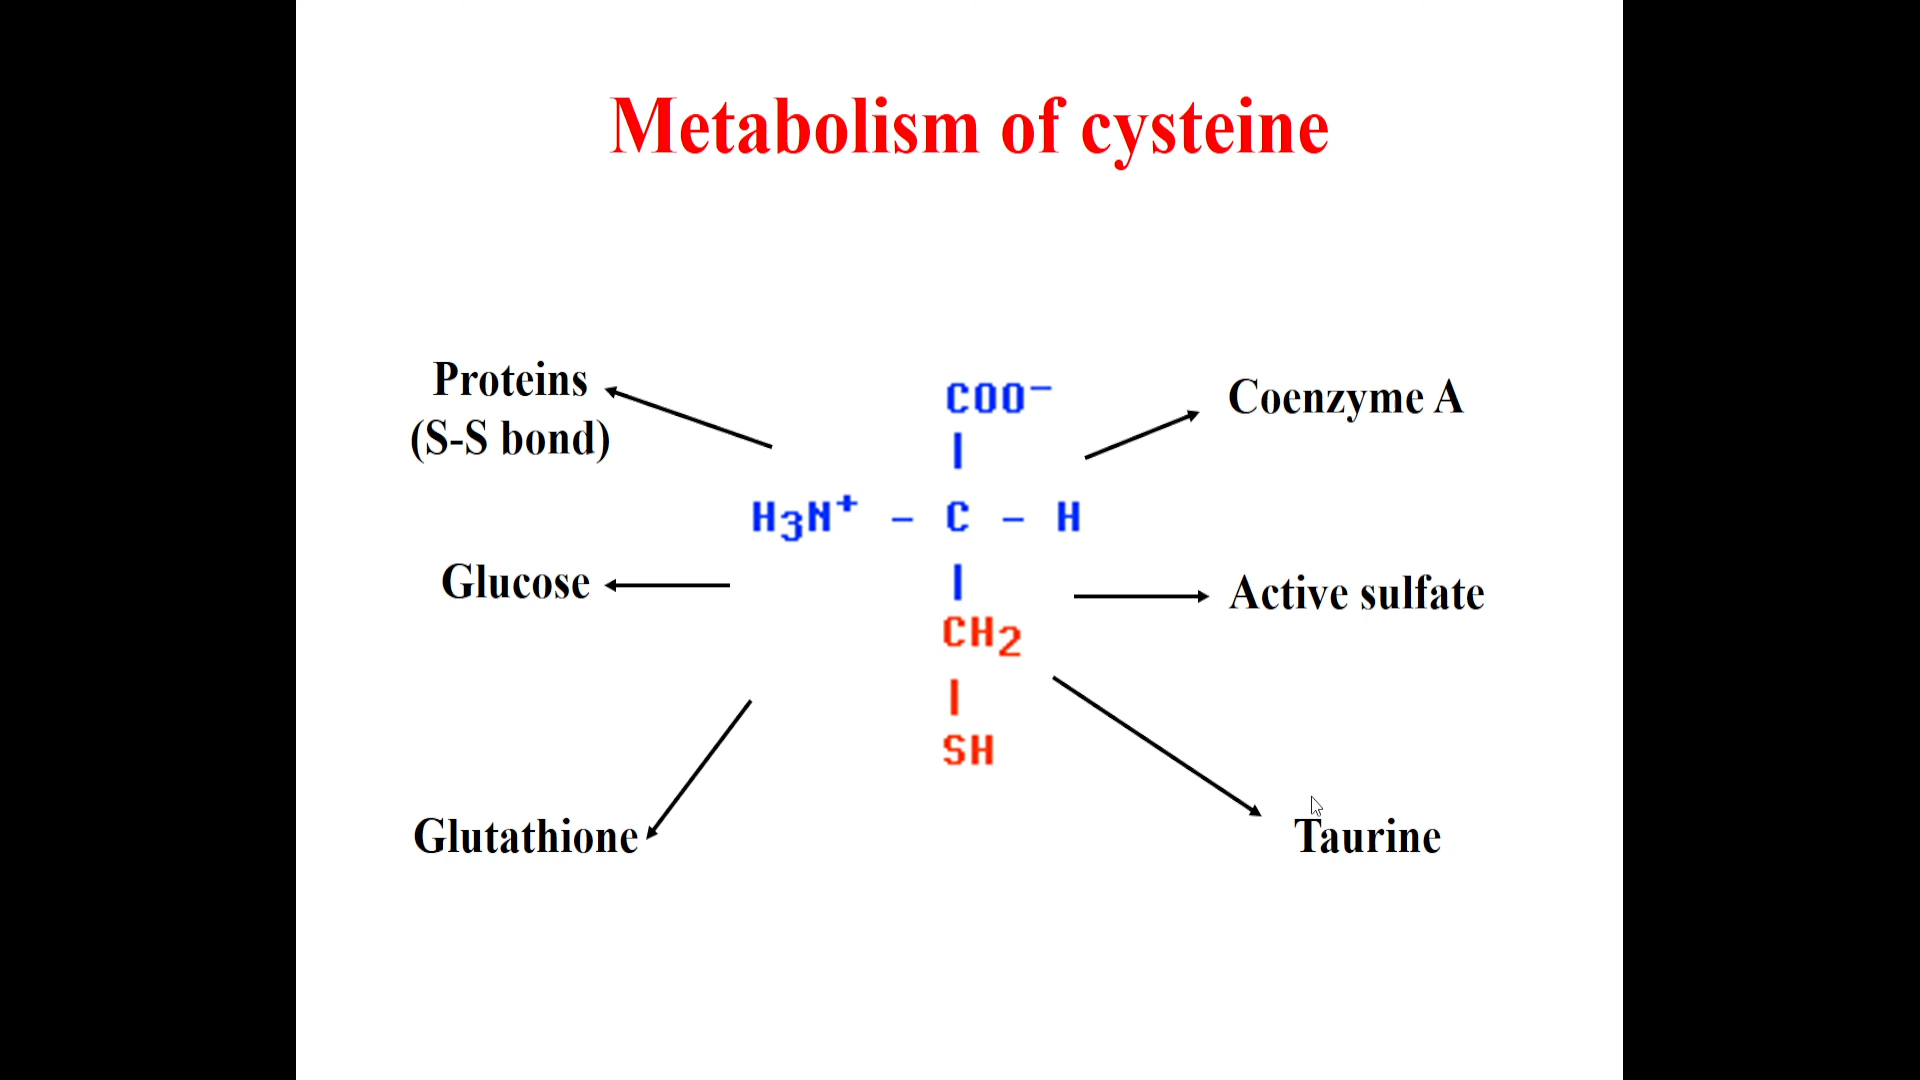 Metabolism of cysteine
Proteins
(S-S bond)
COO⁻
Coenzyme A
|
H₃N⁺ – C – H
Glucose
|
Active sulfate
CH₂
|
SH
Glutathione
Taurine